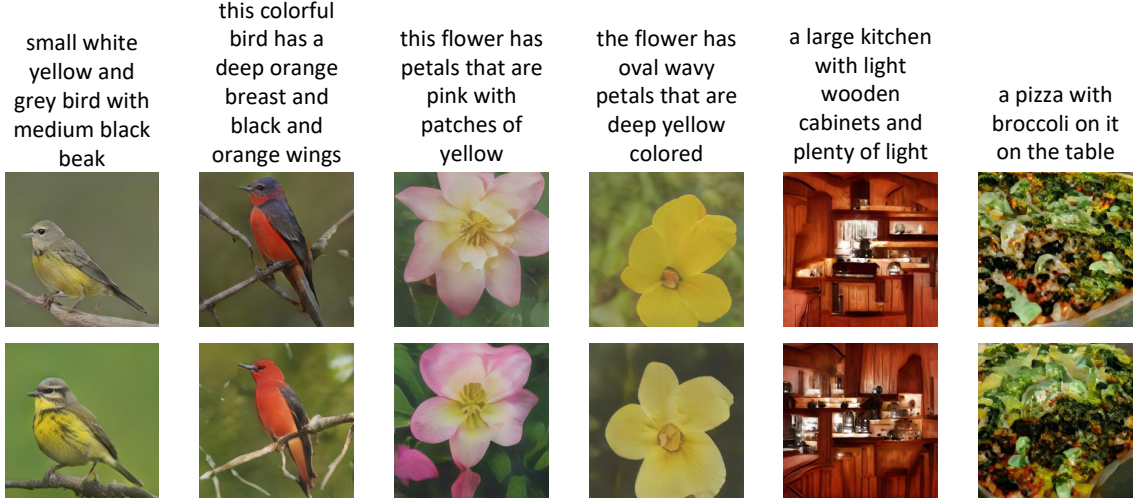 small white
yellow and
grey bird with
medium black
beak
this colorful
bird has a
deep orange
breast and
black and
orange wings
this flower has
petals that are
pink with
patches of
yellow
the flower has
oval wavy
petals that are
deep yellow
colored
a large kitchen
with light
wooden
cabinets and
plenty of light
a pizza with
broccoli on it
on the table